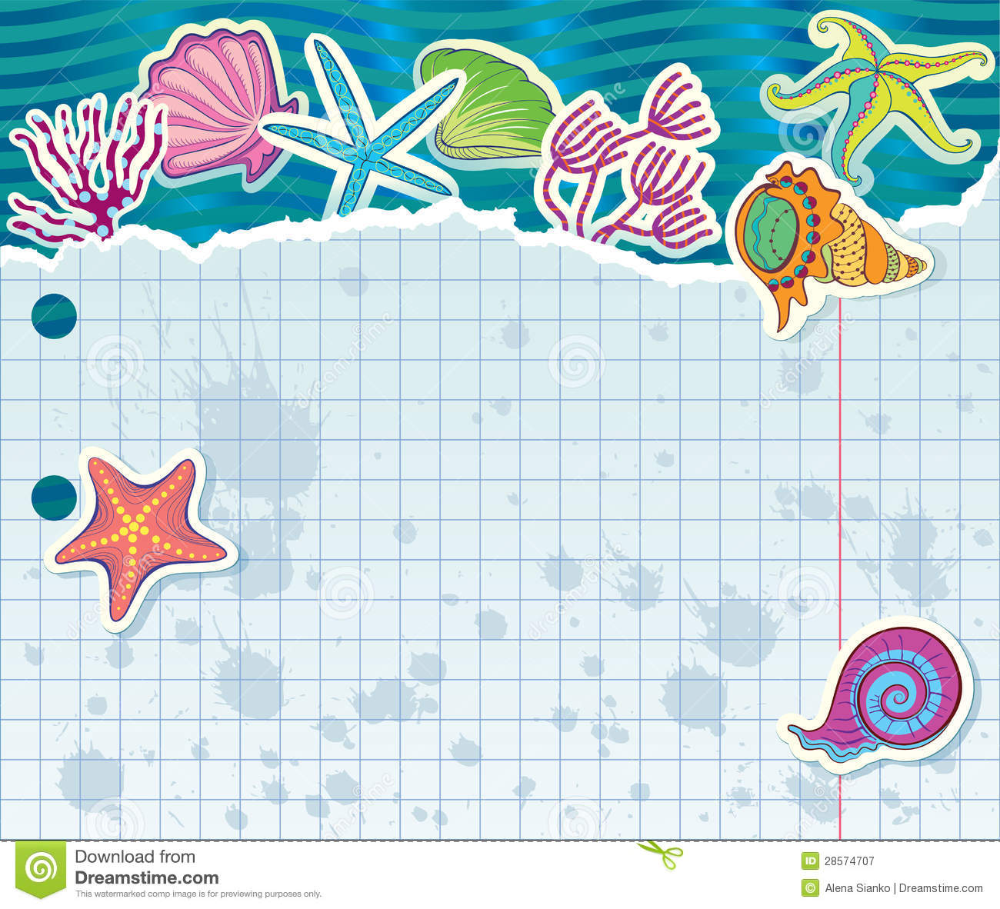 Download from
Dreamstime.com
This watermarked comp image is for previewing purposes only.
ID 28574707
© Alena Sianko | Dreamstime.com
dreamstime